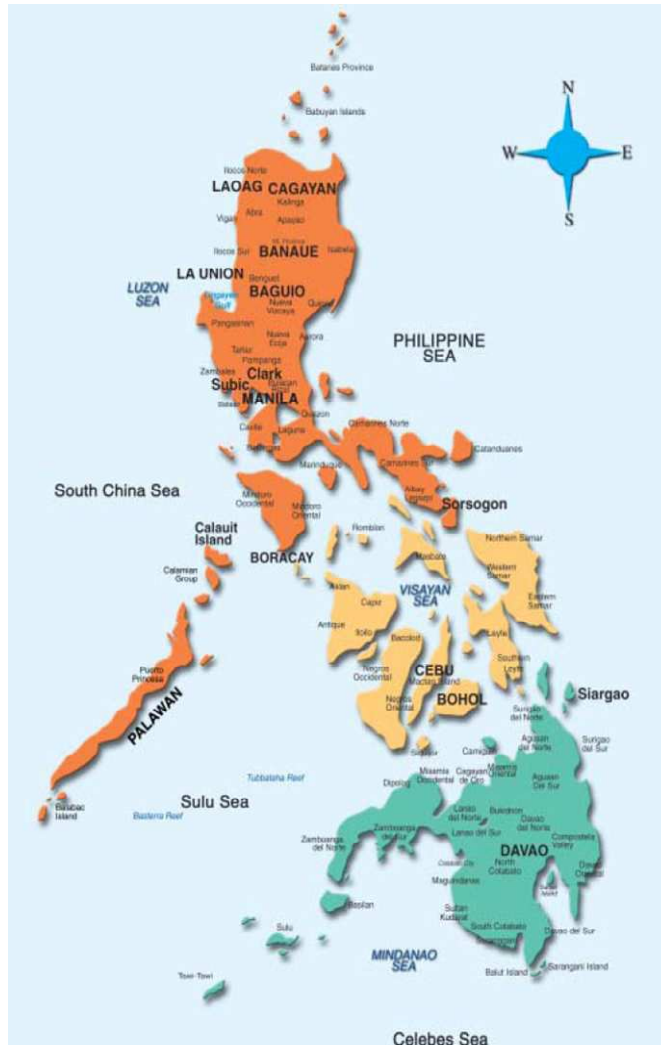 Batanes Province
Babuyan Islands
N
W
E
S
Ilocos Norte
LAOAG
CAGAYAN
Kalinga
Abra
Vigan
Apayao
Ilocos Sur
BANAUE
Isabela
LA UNION
Benguet
LUZON
SEA
Lingayen
Gulf
BAGUIO
Nueva
Vizcaya
Pangasinan
Nueva
Ecija
Aurora
PHILIPPINE
SEA
Tarlac
Pampanga
Zambales
Clark
Subic
MANILA
Quezon
Cavite
Laguna
Camarines Norte
Batangas
Marinduque
Camarines Sur
Catanduanes
Albay
Legaspi
Sorsogon
South China Sea
Mindoro
Occidental
Mindoro
Oriental
Calauit
Island
Romblon
BORACAY
Masbate
Northern Samar
Western
Samar
Calamian
Group
VISAYAN
SEA
Eastern
Samar
Aklan
Capiz
Antique
Iloilo
Bacolod
Leyte
Southern
Leyte
Negros
Occidental
CEBU
Mactan Island
Negros
Oriental
BOHOL
Puerto
Princesa
PALAWAN
Siargao
Surigao
del Norte
Siquijor
Camiguin
Agusan
del Norte
Surigao
del Sur
Tubbataha Reef
Sulu Sea
Basterra Reef
Balabac
Island
Dipolog
Misamis
Occidental
Cagayan
de Oro
Misamis
Oriental
Agusan
Del Sur
Lanao
del Norte
Bukidnon
Davao
del Norte
Zamboanga
del Norte
Zamboanga
del Sur
Lanao del Sur
Compostela
Valley
DAVAO
North
Cotabato
Davao
Oriental
Maguindanao
Basilan
Sultan
Kudarat
South Cotabato
Davao del Sur
Sulu
MINDANAO
SEA
Balut Island
Sarangani Island
Tawi-Tawi
Celebes Sea